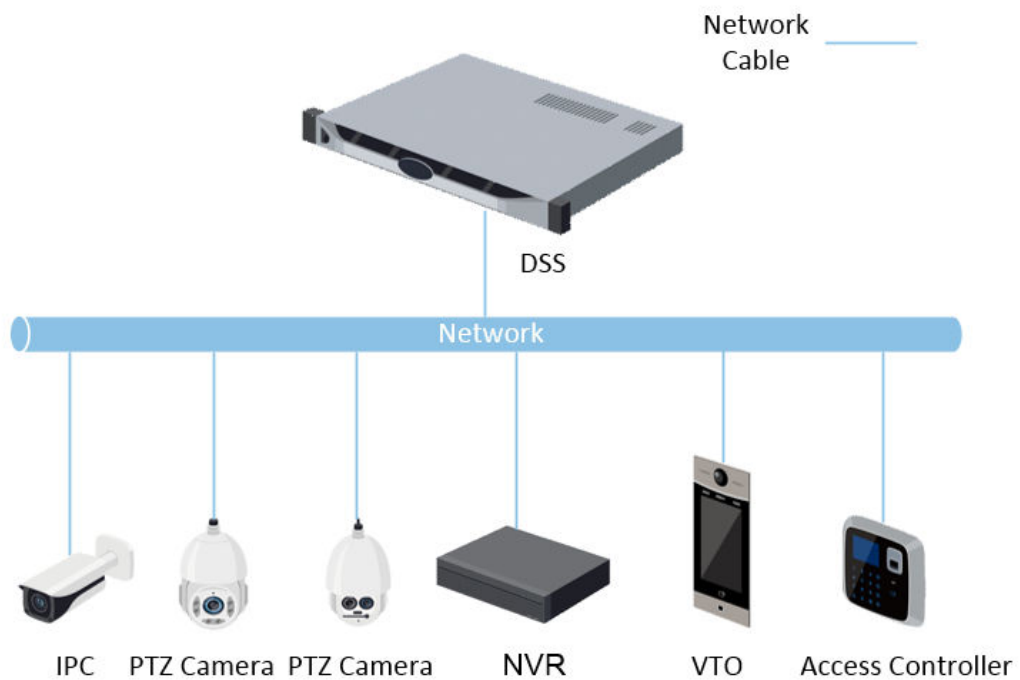 Network
Cable
DSS
Network
IPC
PTZ Camera
PTZ Camera
NVR
VTO
Access Controller